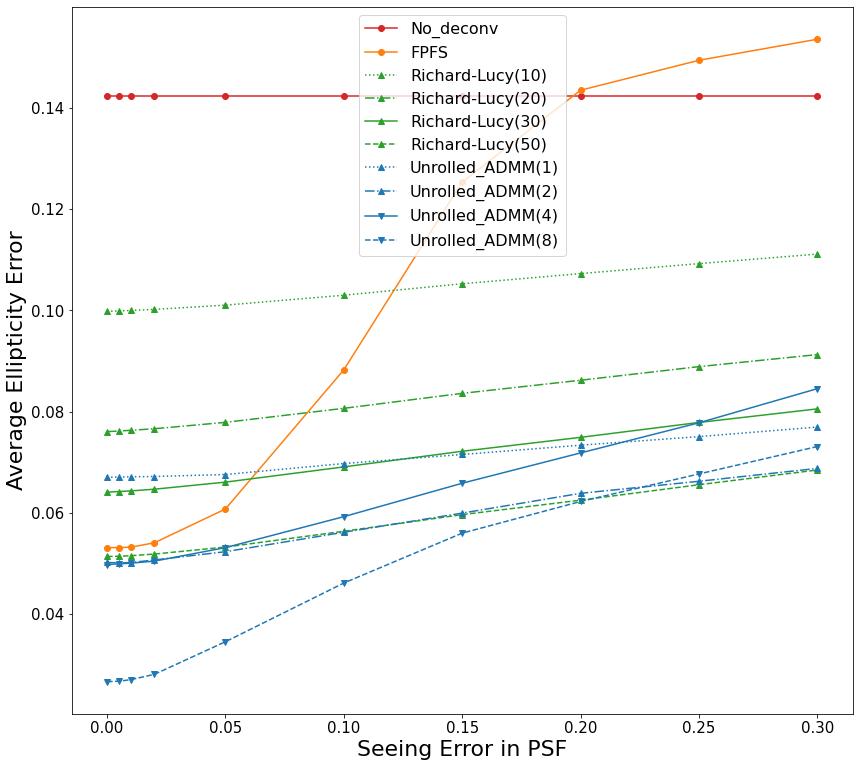 No_deconv
FPFS
Richard-Lucy(10)
Richard-Lucy(20)
Richard-Lucy(30)
Richard-Lucy(50)
Unrolled_ADMM(1)
Unrolled_ADMM(2)
Unrolled_ADMM(4)
Unrolled_ADMM(8)
Average Ellipticity Error
0.14
0.12
0.10
0.08
0.06
0.04
0.00 0.05 0.10 0.15 0.20 0.25 0.30
Seeing Error in PSF